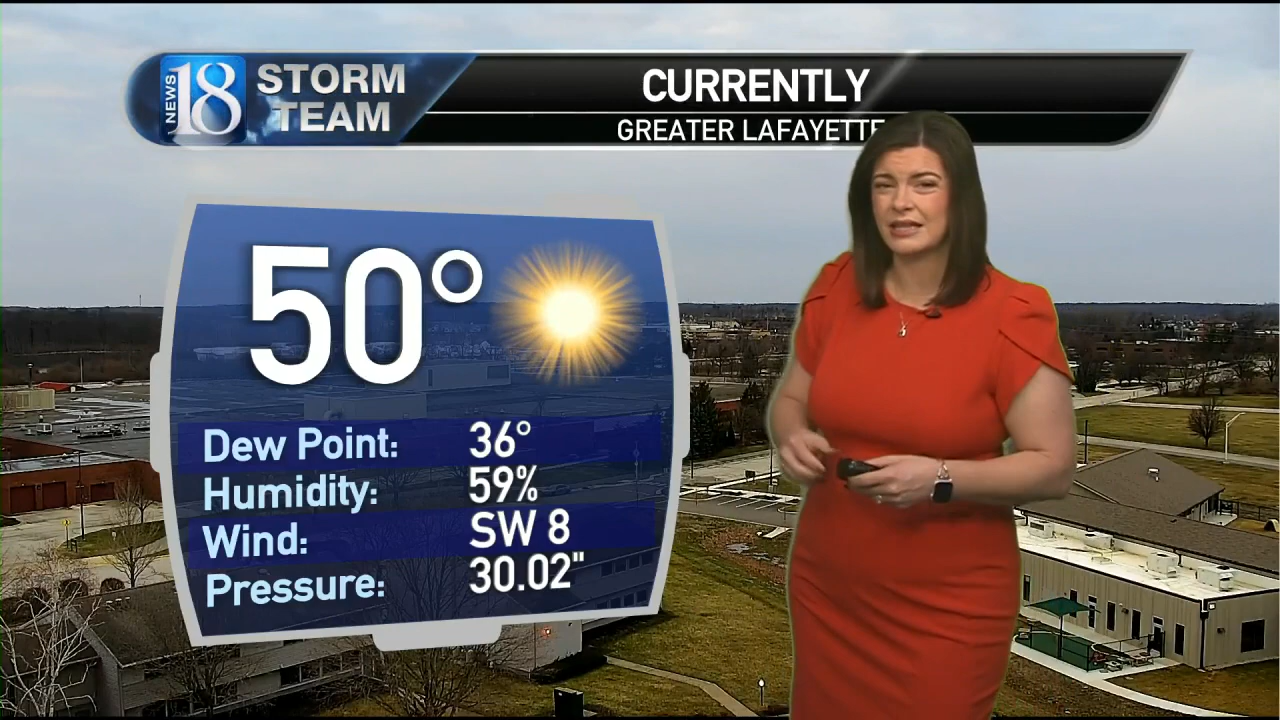 NEWS 18 STORM TEAM
CURRENTLY
GREATER LAFAYETTE
50°
Dew Point: 36°
Humidity: 59%
Wind: SW 8
Pressure: 30.02"